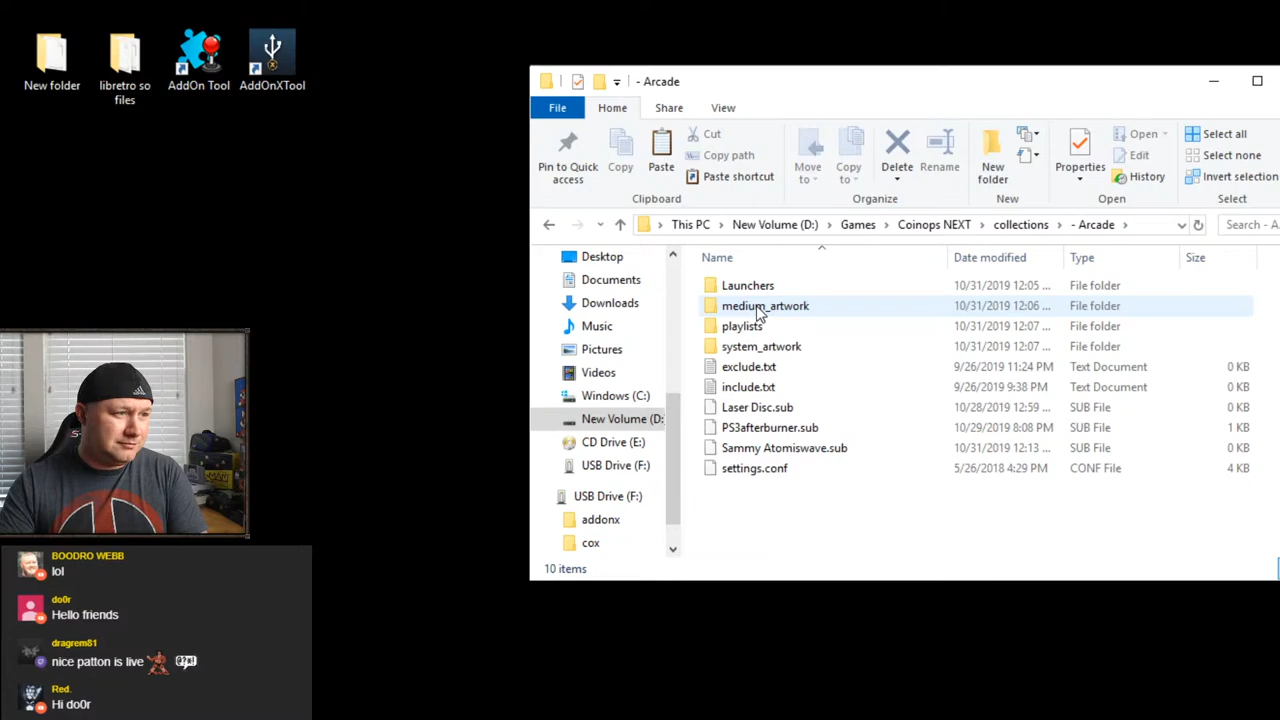 New folder
libretro so
files
AddOn Tool
AddOnXTool
- Arcade
File
Home
Share
View
Pin to Quick
access
Copy
Paste
Cut
Copy path
Paste shortcut
Clipboard
Move
to
Copy
to
Delete
Rename
Organize
New
folder
New
Properties
Open
Edit
History
Open
Select all
Select none
Invert selection
Select
This PC
New Volume (D:)
Games
Coinops NEXT
collections
- Arcade
Search - A
Desktop
Documents
Downloads
Music
Pictures
Videos
Windows (C:)
New Volume (D:
CD Drive (E:)
USB Drive (F:)
USB Drive (F:)
addonx
cox
Name
Date modified
Type
Size
Launchers 10/31/2019 12:05 ... File folder
medium_artwork 10/31/2019 12:06 ... File folder
playlists 10/31/2019 12:07 ... File folder
system_artwork 10/31/2019 12:07 ... File folder
exclude.txt 9/26/2019 11:24 PM Text Document 0 KB
include.txt 9/26/2019 9:38 PM Text Document 0 KB
Laser Disc.sub 10/28/2019 12:59 ... SUB File 0 KB
PS3afterburner.sub 10/29/2019 8:08 PM SUB File 1 KB
Sammy Atomiswave.sub 10/31/2019 12:13 ... SUB File 0 KB
settings.conf 5/26/2018 4:29 PM CONF File 4 KB
10 items
BOODRO WEBB
lol
do0r
Hello friends
dragrem81
nice patton is live
Red.
Hi do0r